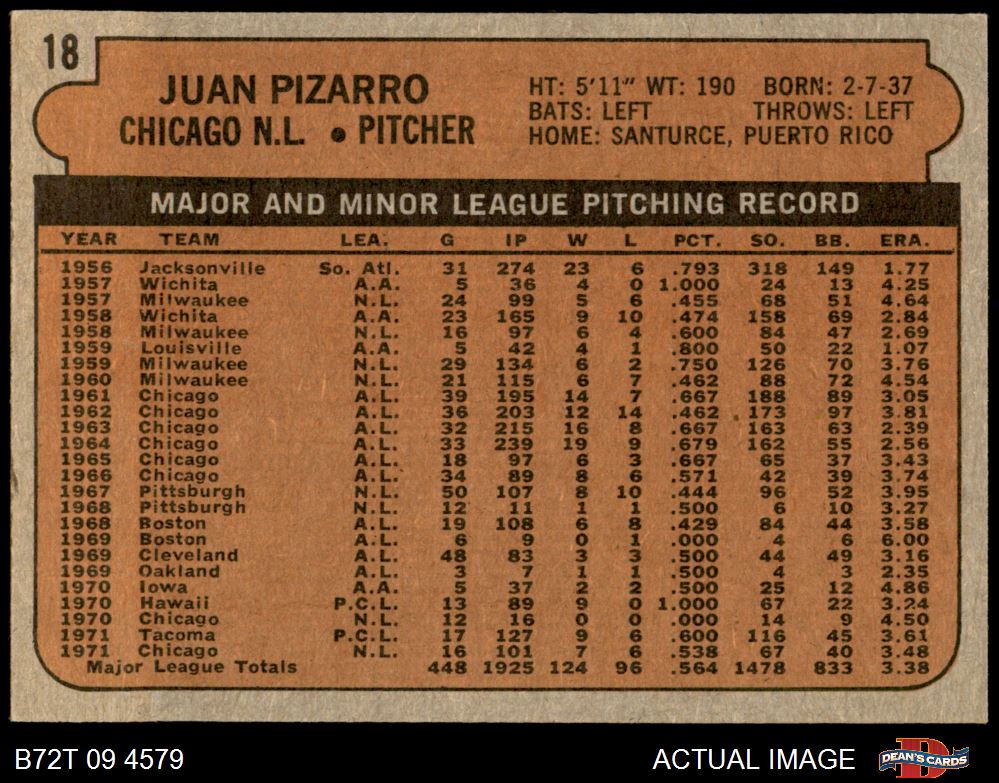 18
JUAN PIZARRO
CHICAGO N.L. • PITCHER
HT: 5'11" WT: 190 BORN: 2-7-37
BATS: LEFT THROWS: LEFT
HOME: SANTURCE, PUERTO RICO
MAJOR AND MINOR LEAGUE PITCHING RECORD
YEAR TEAM LEA. G IP W L PCT. SO. BB. ERA.
1956 Jacksonville So. Atl. 31 274 23 6 .793 318 149 1.77
1957 Wichita A.A. 5 36 4 0 1.000 24 13 4.25
1957 Milwaukee N.L. 24 99 5 6 .455 68 51 4.64
1958 Wichita A.A. 23 165 9 10 .474 158 69 2.84
1958 Milwaukee N.L. 16 97 6 4 .600 84 47 2.69
1959 Louisville A.A. 5 42 4 1 .800 50 22 1.07
1959 Milwaukee N.L. 29 134 6 2 .750 126 70 3.76
1960 Milwaukee N.L. 21 115 6 7 .462 88 72 4.54
1961 Chicago A.L. 39 195 14 7 .667 188 89 3.05
1962 Chicago A.L. 36 203 12 14 .462 173 97 3.81
1963 Chicago A.L. 32 215 16 8 .667 163 63 2.39
1964 Chicago A.L. 33 239 19 9 .679 162 55 2.56
1965 Chicago A.L. 18 97 6 3 .667 65 37 3.43
1966 Chicago A.L. 34 89 8 6 .571 42 39 3.74
1967 Pittsburgh N.L. 50 107 8 10 .444 96 52 3.95
1968 Pittsburgh N.L. 12 11 1 1 .500 6 10 3.27
1968 Boston A.L. 19 108 6 8 .429 84 44 3.58
1969 Boston A.L. 6 9 0 1 .000 4 6 6.00
1969 Cleveland A.L. 48 83 3 3 .500 44 49 3.16
1969 Oakland A.L. 3 7 1 1 .500 4 3 2.35
1970 Iowa A.A. 5 37 2 2 .500 25 12 4.86
1970 Hawaii P.C.L. 13 89 9 0 1.000 67 22 3.24
1970 Chicago N.L. 12 16 0 0 .000 14 9 4.50
1971 Tacoma P.C.L. 17 127 9 6 .600 116 45 3.61
1971 Chicago N.L. 16 101 7 6 .538 67 40 3.48
Major League Totals 448 1925 124 96 .564 1478 833 3.38
B72T 09 4579
ACTUAL IMAGE
DEAN'S CARDS